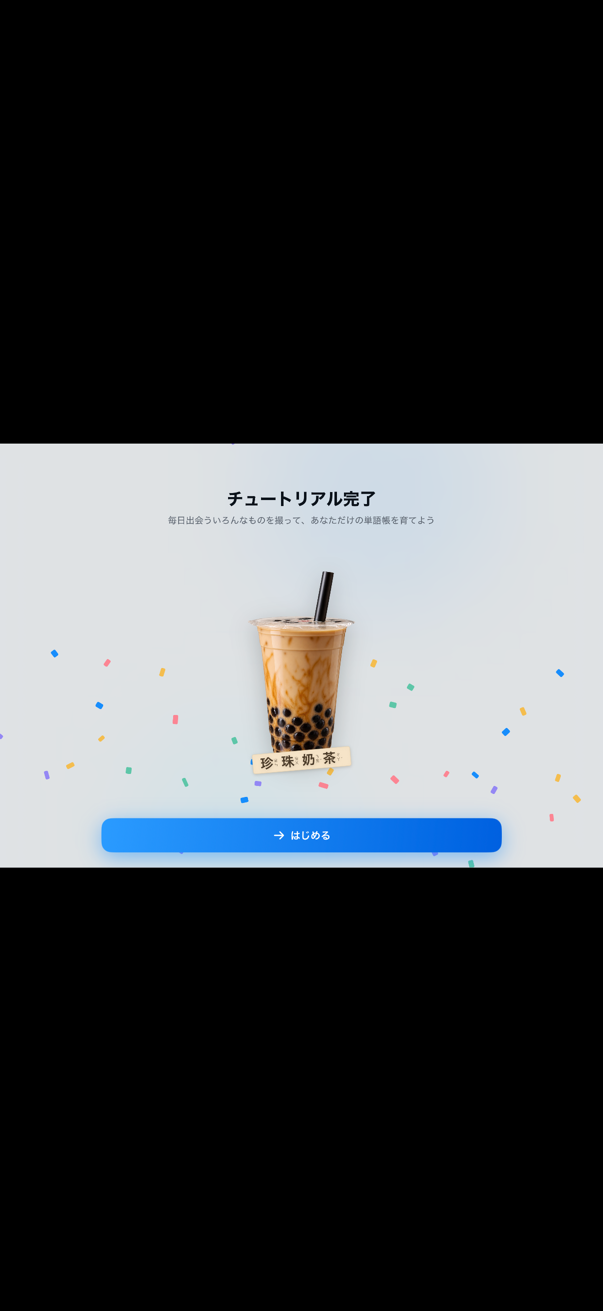 チュートリアル完了
毎日出会ういろんなものを撮って、あなただけの単語帳を育てよう
珍珠奶茶
→ はじめる